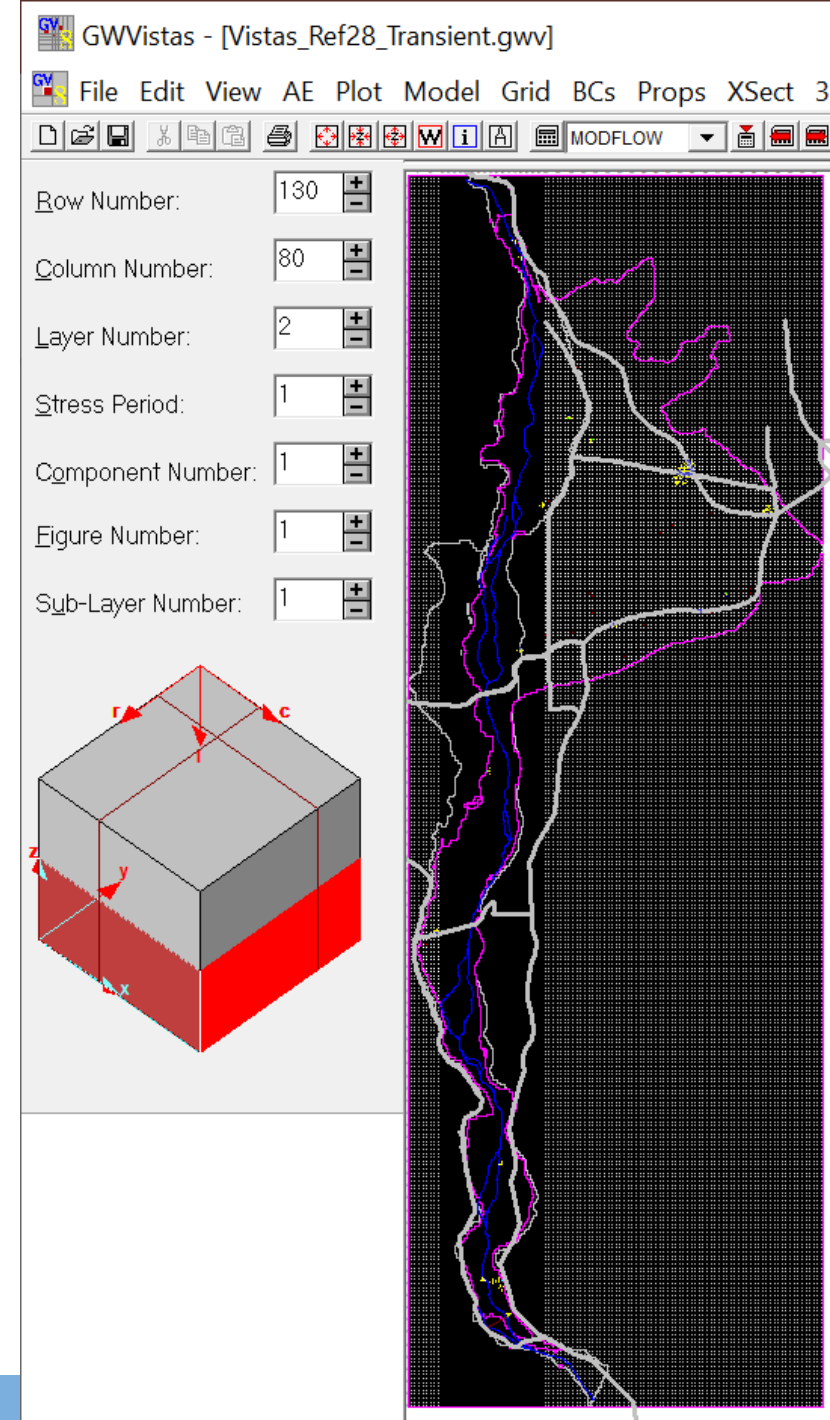 GWVistas - [Vistas_Ref28_Transient.gwv]
File Edit View AE Plot Model Grid BCs Props XSect 3
MODFLOW
Row Number: 130
Column Number: 80
Layer Number: 2
Stress Period: 1
Component Number: 1
Figure Number: 1
Sub-Layer Number: 1
r c
l
z y
x